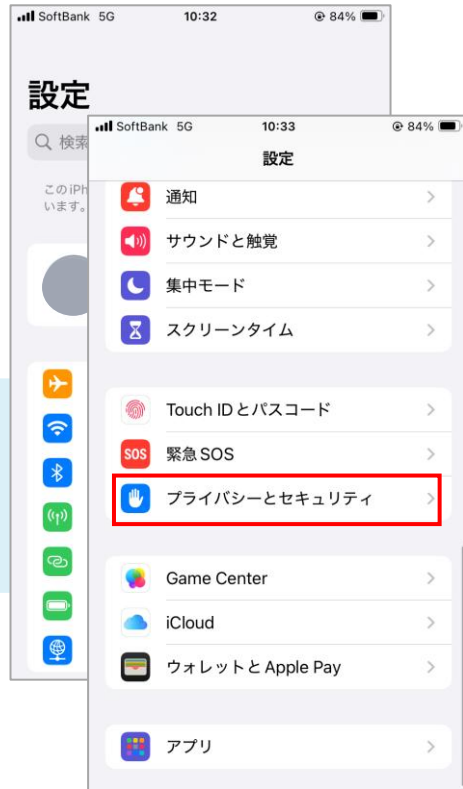 SoftBank 5G 10:32 84%
設定
検索
このiPh
います。
SoftBank 5G 10:33 84%
設定
通知
サウンドと触覚
集中モード
スクリーンタイム
Touch IDとパスコード
SOS 緊急SOS
プライバシーとセキュリティ
Game Center
iCloud
ウォレットとApple Pay
アプリ